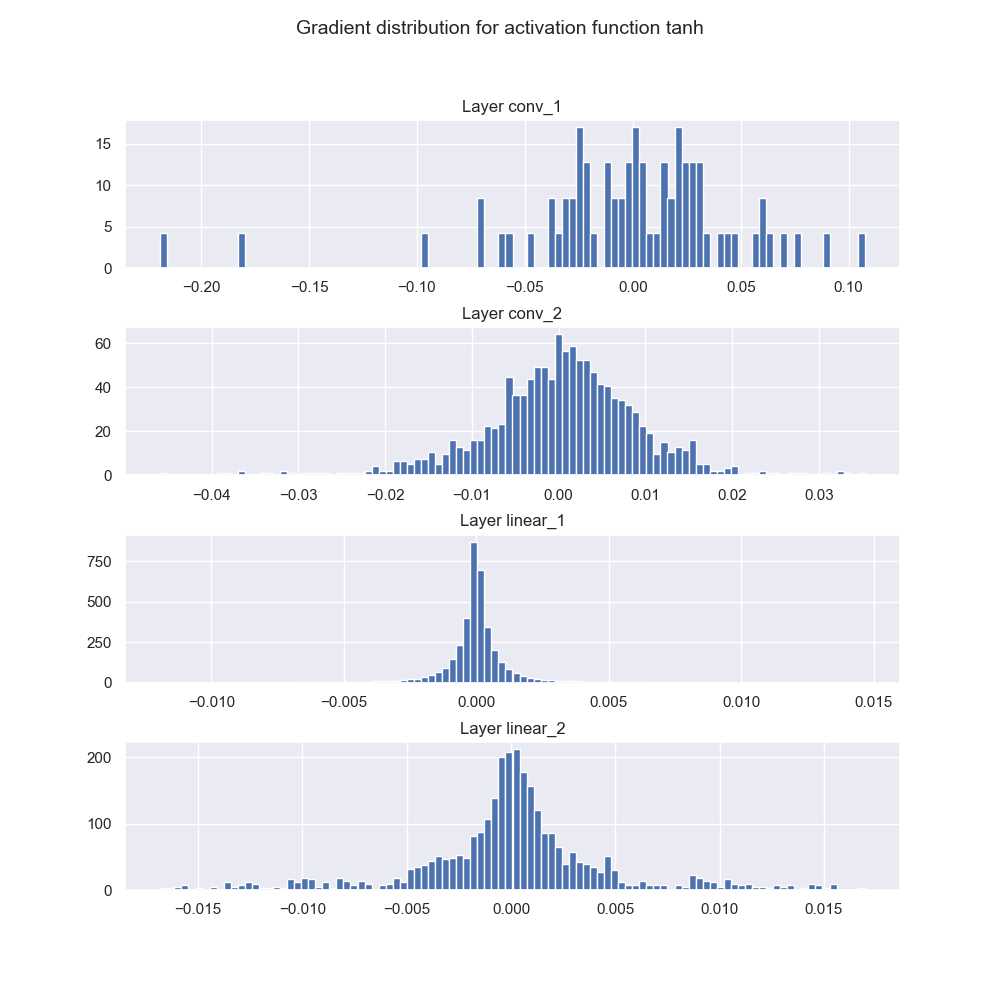 Gradient distribution for activation function tanh
Layer conv_1
15
10
5
0
−0.20 −0.15 −0.10 −0.05 0.00 0.05 0.10
Layer conv_2
60
40
20
0
−0.04 −0.03 −0.02 −0.01 0.00 0.01 0.02 0.03
Layer linear_1
750
500
250
0
−0.010 −0.005 0.000 0.005 0.010 0.015
Layer linear_2
200
100
0
−0.015 −0.010 −0.005 0.000 0.005 0.010 0.015